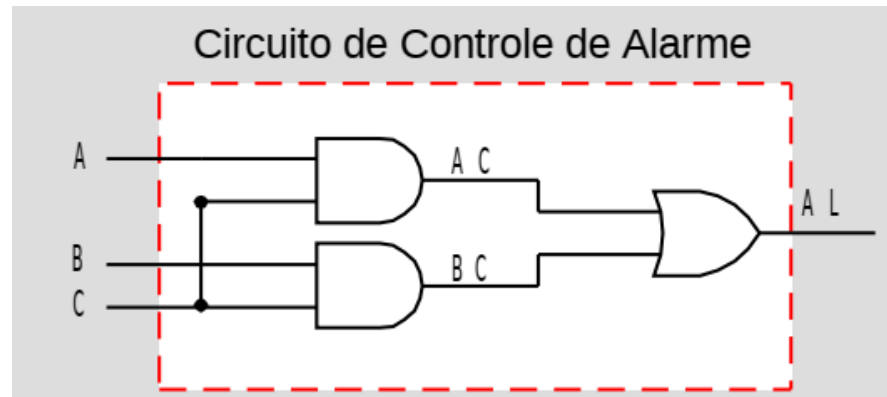 Circuito de Controle de Alarme
A
A C
A L
B
B C
C